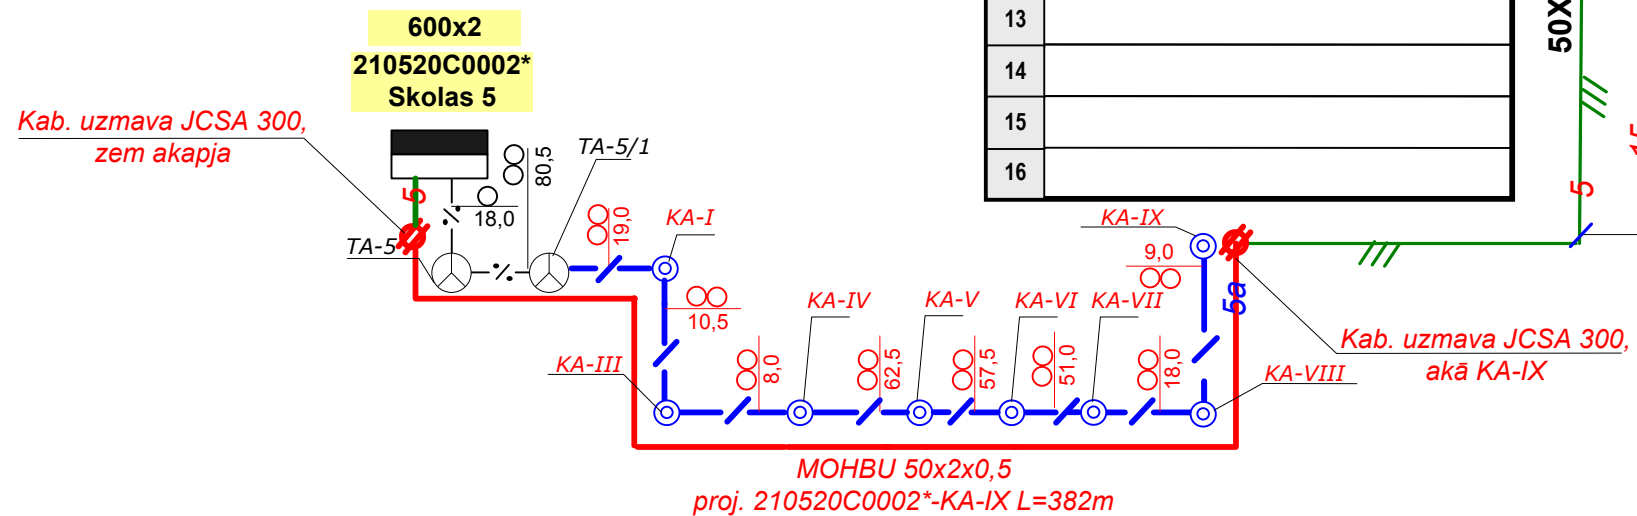 600x2
210520C0002*
Skolas 5
Kab. uzmava JCSA 300,
zem akapja
13
14
15
16
50X
5
18,0
80,5
TA-5/1
TA-5
19,0
KA-I
10,5
KA-III
8,0
KA-IV
62,5
KA-V
57,5
KA-VI
51,0
KA-VII
18,0
KA-VIII
9,0
KA-IX
5a
5
Kab. uzmava JCSA 300,
akā KA-IX
MOHBU 50x2x0,5
proj. 210520C0002*-KA-IX L=382m